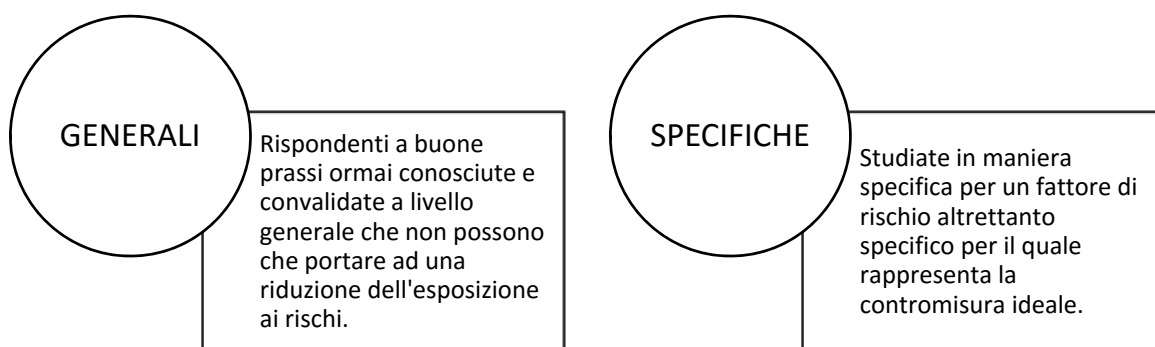 GENERALI
Rispondenti a buone
prassi ormai conosciute e
convalidate a livello
generale che non possono
che portare ad una
riduzione dell'esposizione
ai rischi.
SPECIFICHE
Studiate in maniera
specifica per un fattore di
rischio altrettanto
specifico per il quale
rappresenta la
contromisura ideale.